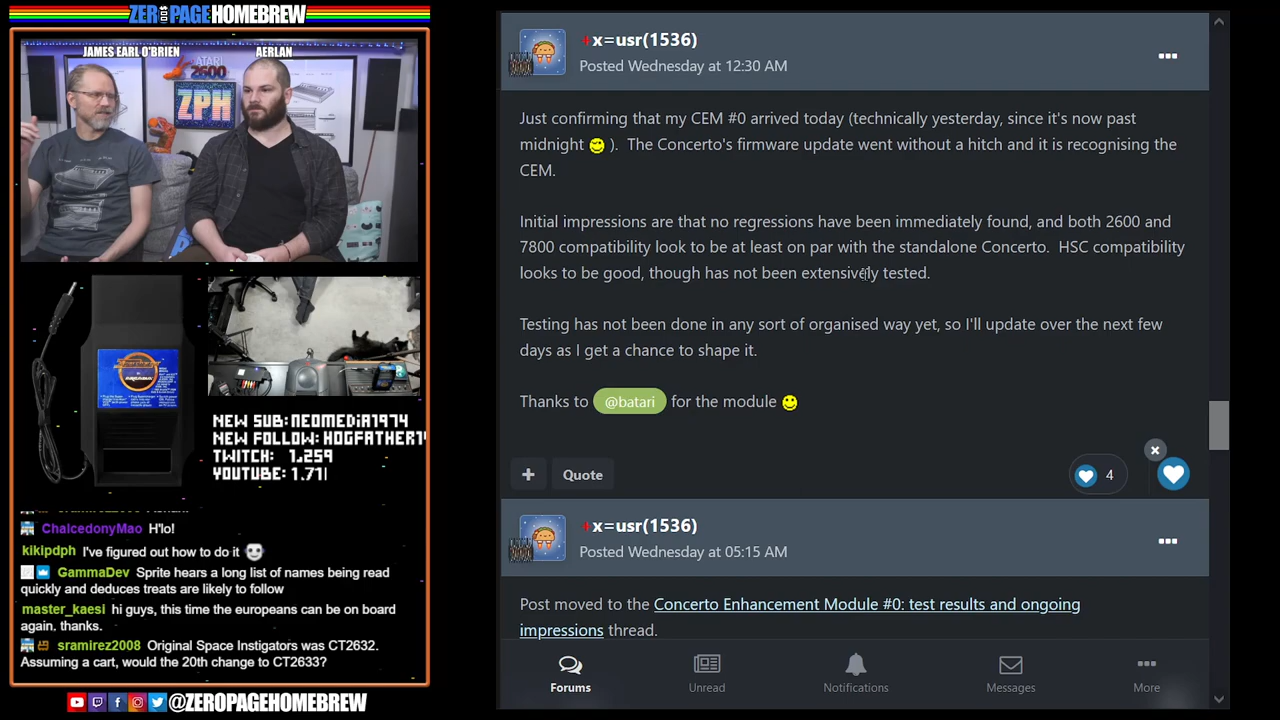 ZEROPAGE HOMEBREW
JAMES EARL O'BRIEN
AERLAN
ATARI
2600
ZPH
NEW SUB:NEOMEDIA1974
NEW FOLLOW:HOGFATHER14
TWITCH: 1,259
YOUTUBE: 1,71
ChalcedonyMao H'lo!
kikipdph I've figured out how to do it
GammaDev Sprite hears a long list of names being read
quickly and deduces treats are likely to follow
master_kaesi hi guys, this time the europeans can be on board
again. thanks.
sramirez2008 Original Space Instigators was CT2632.
Assuming a cart, would the 20th change to CT2633?
@ZEROPAGEHOMEBREW
+x=usr(1536)
Posted Wednesday at 12:30 AM
Just confirming that my CEM #0 arrived today (technically yesterday, since it's now past
midnight ). The Concerto's firmware update went without a hitch and it is recognising the
CEM.
Initial impressions are that no regressions have been immediately found, and both 2600 and
7800 compatibility look to be at least on par with the standalone Concerto. HSC compatibility
looks to be good, though has not been extensively tested.
Testing has not been done in any sort of organised way yet, so I'll update over the next few
days as I get a chance to shape it.
Thanks to @batari for the module
+ Quote
4
+x=usr(1536)
Posted Wednesday at 05:15 AM
Post moved to the Concerto Enhancement Module #0: test results and ongoing
impressions thread.
Forums
Unread
Notifications
Messages
More